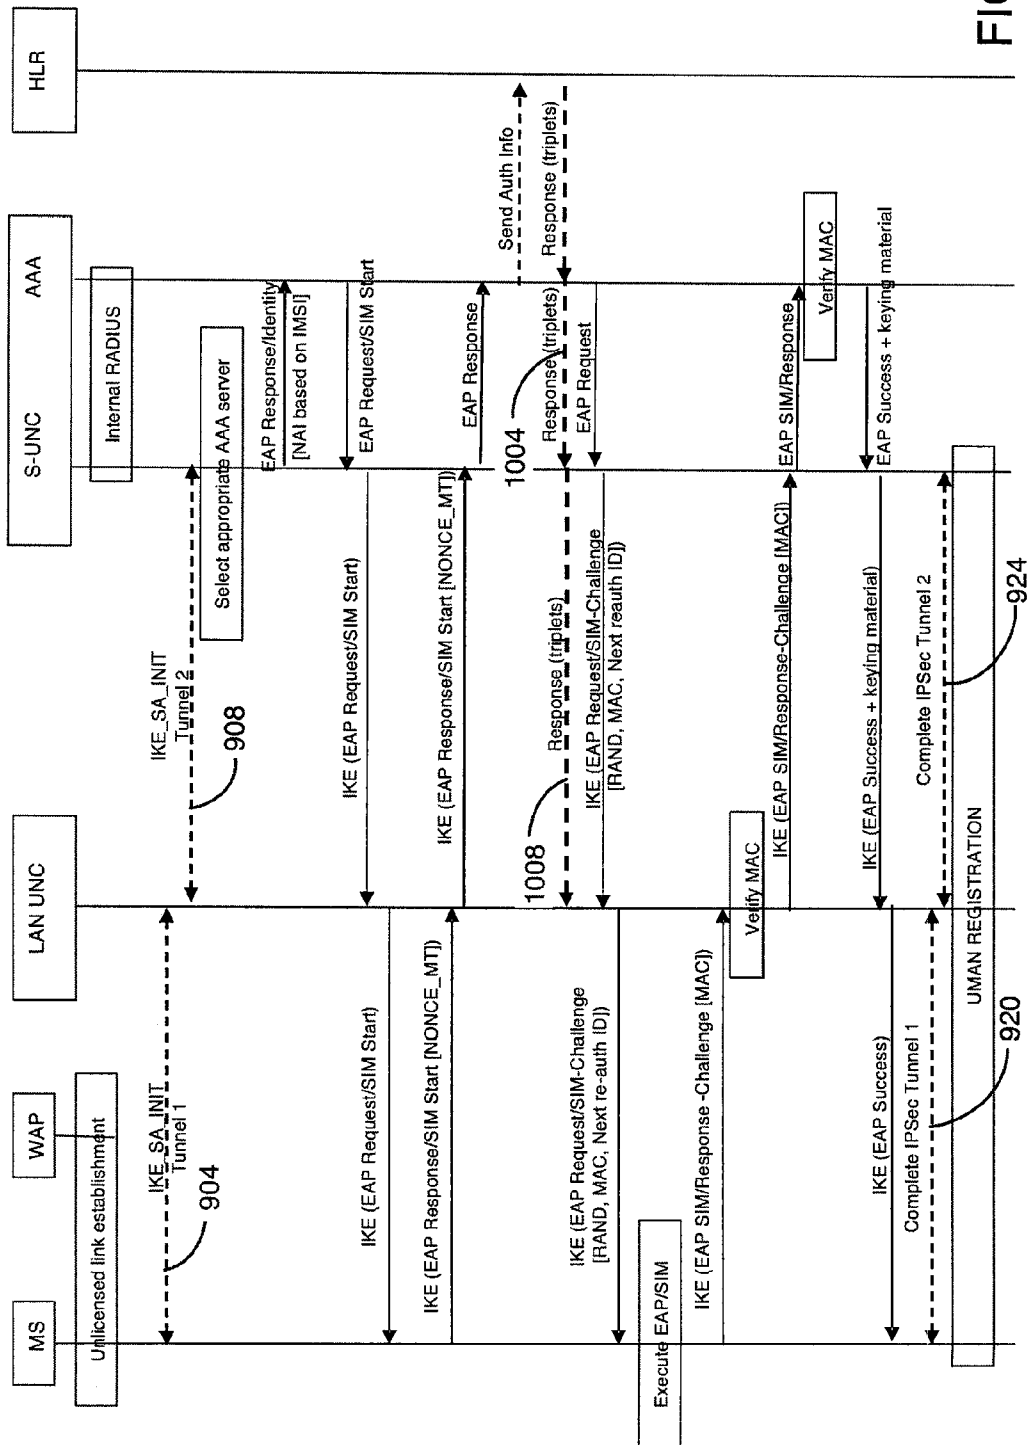 MS
WAP
LAN UNC
S-UNC
AAA
HLR
Unlicensed link establishment
Internal RADIUS
IKE_SA_INIT
Tunnel 1
904
IKE_SA_INIT
Tunnel 2
908
Select appropriate AAA server
EAP Response/Identity
[NAI based on IMSI]
EAP Request/SIM Start
IKE (EAP Request/SIM Start)
IKE (EAP Request/SIM Start)
IKE (EAP Response/SIM Start [NONCE_MT])
IKE (EAP Response/SIM Start [NONCE_MT])
EAP Response
Send Auth Info
Response (triplets)
Response (triplets)
1004
Response (triplets)
1008
EAP Request
IKE (EAP Request/SIM-Challenge
[RAND, MAC, Next reauth ID])
IKE (EAP Request/SIM-Challenge
[RAND, MAC, Next re-auth ID])
Execute EAP/SIM
IKE (EAP SIM/Response -Challenge [MAC])
Verify MAC
IKE (EAP SIM/Response-Challenge [MAC])
EAP SIM/Response
Verify MAC
EAP Success + keying material
IKE (EAP Success + keying material)
IKE (EAP Success)
Complete IPSec Tunnel 1
920
Complete IPSec Tunnel 2
924
UMAN REGISTRATION